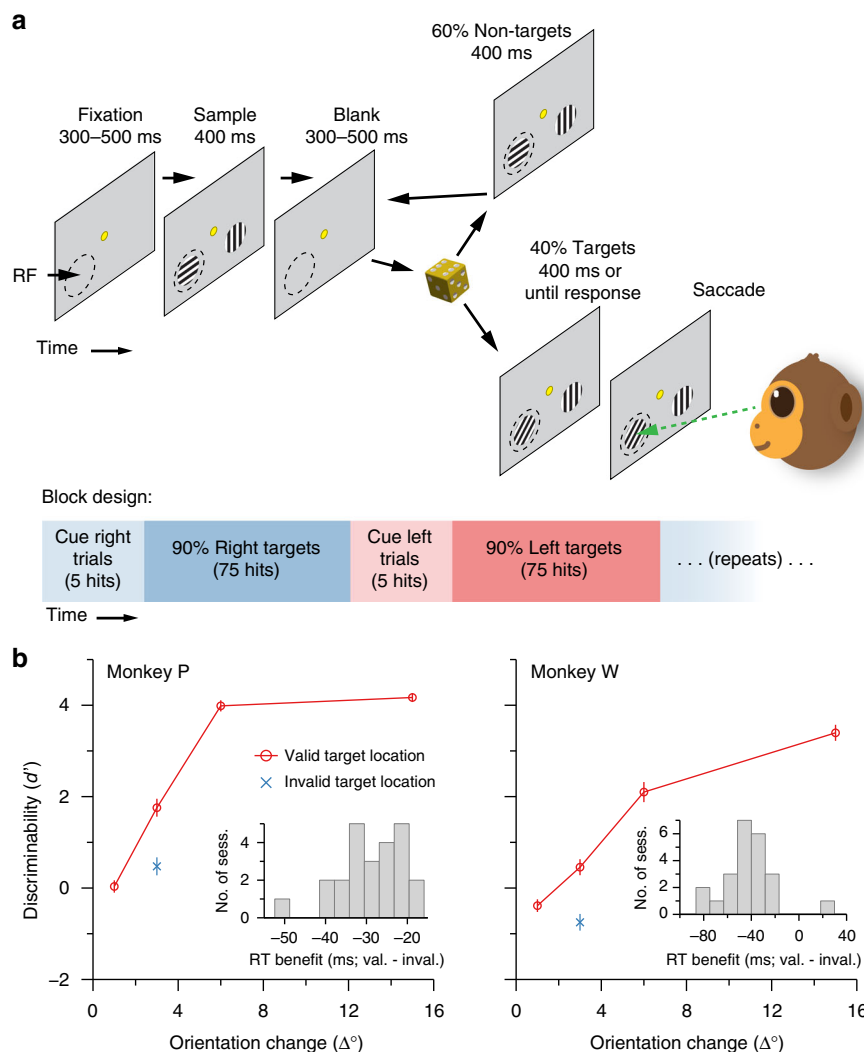 a
Fixation
300–500 ms
Sample
400 ms
Blank
300–500 ms
60% Non-targets
400 ms
RF
40% Targets
400 ms or
until response
Saccade
Time
Block design:
Cue right
trials
(5 hits)
90% Right targets
(75 hits)
Cue left
trials
(5 hits)
90% Left targets
(75 hits)
. . . (repeats) . . .
Time
b
Monkey P
Discriminability (d')
4
2
0
–2
0
4
8
12
16
Orientation change (Δ°)
Valid target location
Invalid target location
No. of sess.
4
2
0
–50
–40
–30
–20
RT benefit (ms; val. - inval.)
Monkey W
0
4
8
12
16
Orientation change (Δ°)
No. of sess.
6
4
2
0
–80
–40
0
40
RT benefit (ms; val. - inval.)